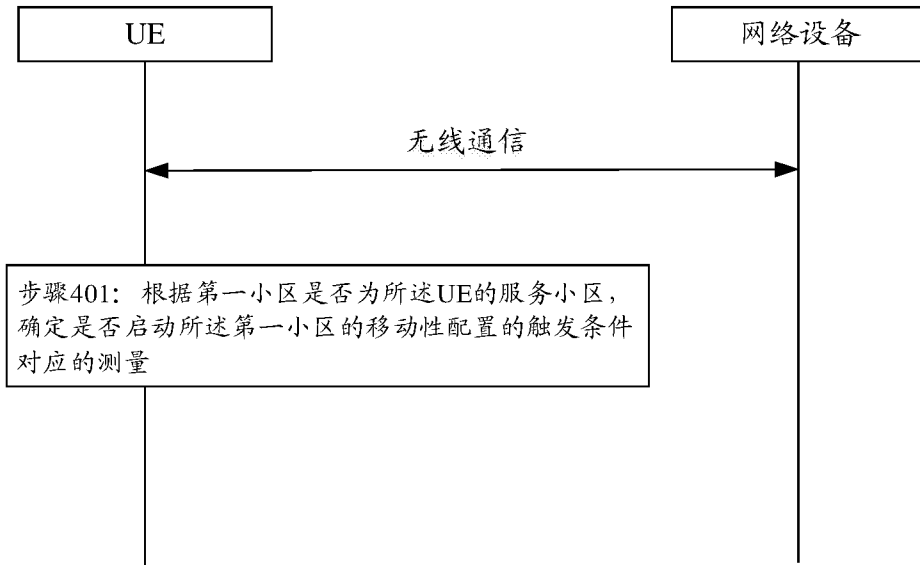 UE
网络设备
无线通信
步骤401： 根据第一小区是否为所述UE的服务小区，
确定是否启动所述第一小区的移动性配置的触发条件
对应的测量